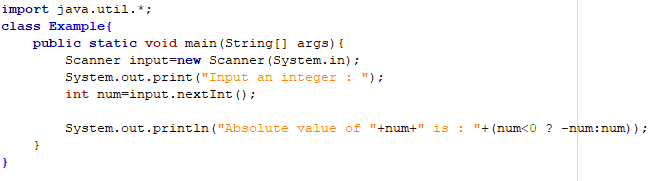 import java.util.*;
class Example{
    public static void main(String[] args){
        Scanner input=new Scanner(System.in);
        System.out.print("Input an integer : ");
        int num=input.nextInt();

        System.out.println("Absolute value of "+num+" is : "+(num<0 ? -num:num));
    }
}